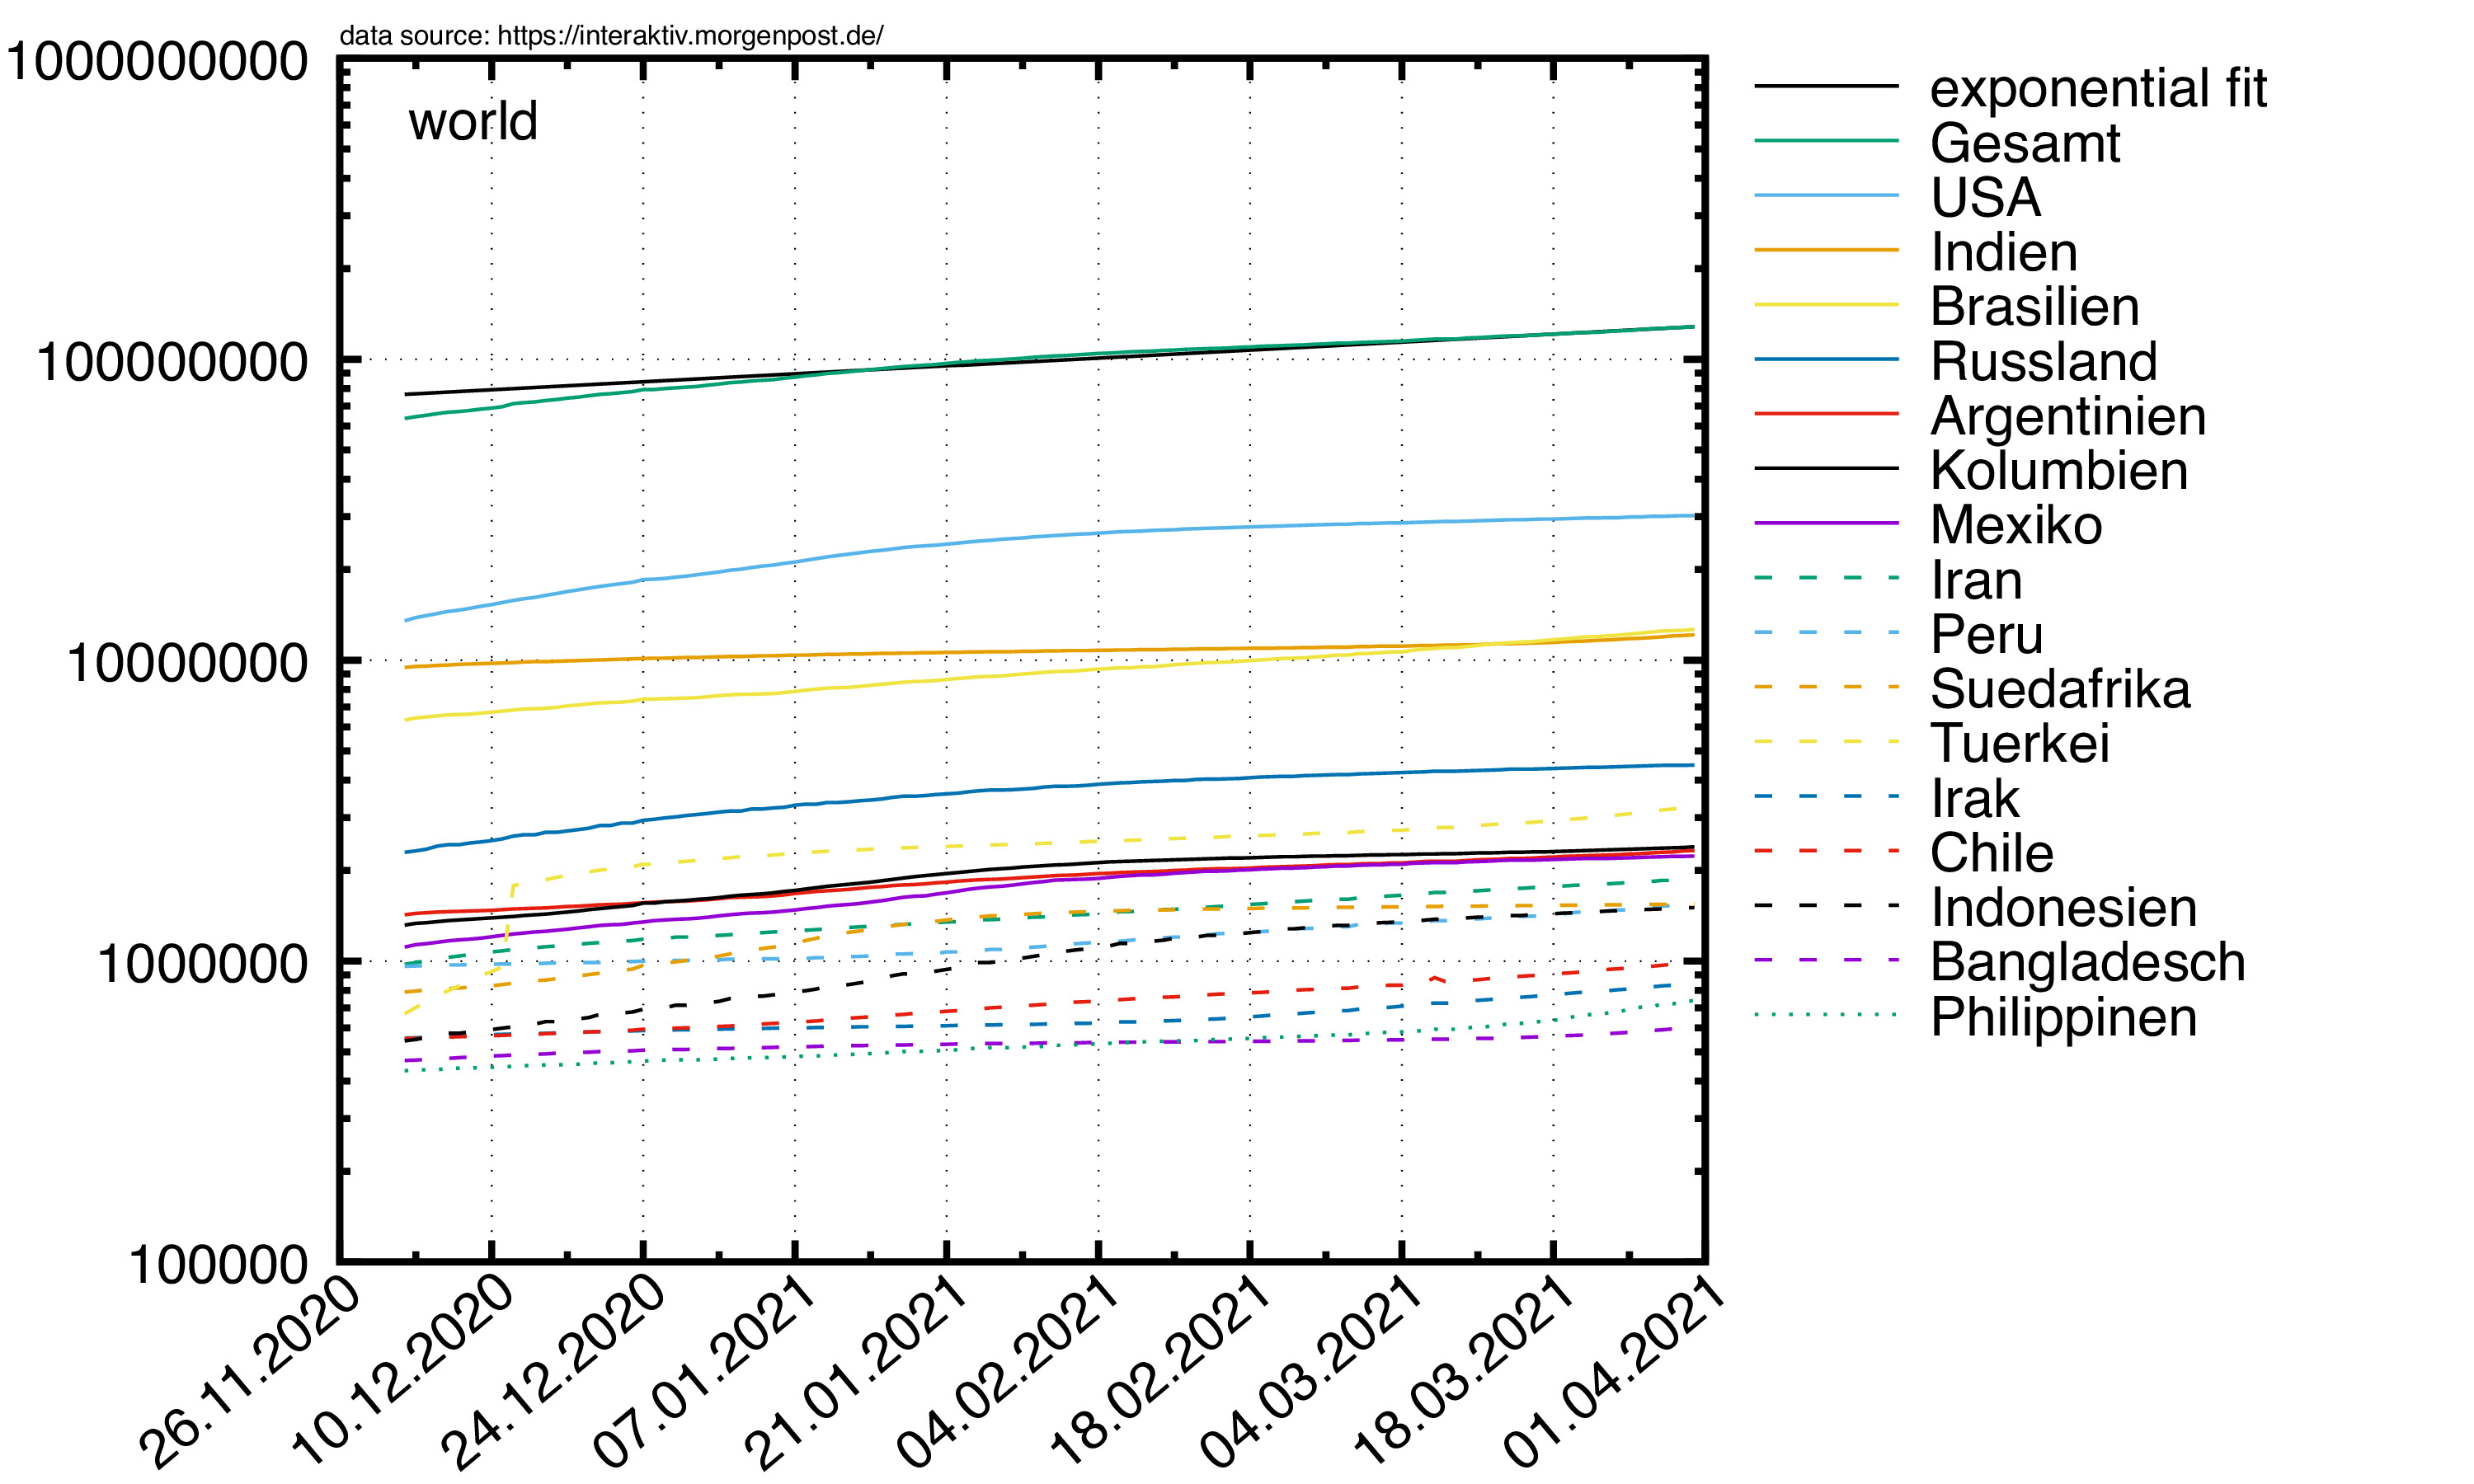 data source: https://interaktiv.morgenpost.de/
world
1000000000
100000000
10000000
1000000
100000
26.11.2020
10.12.2020
24.12.2020
07.01.2021
21.01.2021
04.02.2021
18.02.2021
04.03.2021
18.03.2021
01.04.2021
exponential fit
Gesamt
USA
Indien
Brasilien
Russland
Argentinien
Kolumbien
Mexiko
Iran
Peru
Suedafrika
Tuerkei
Irak
Chile
Indonesien
Bangladesch
Philippinen